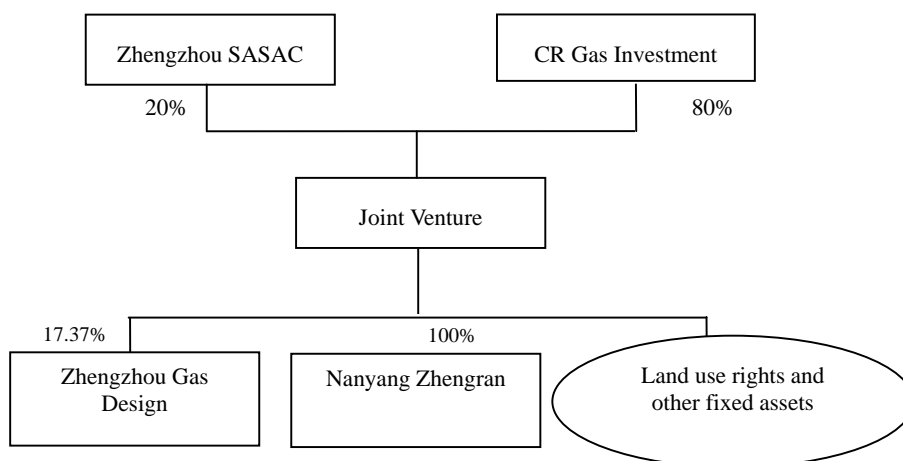 Zhengzhou SASAC
CR Gas Investment
20%
80%
Joint Venture
17.37%
100%
Zhengzhou Gas
Design
Nanyang Zhengran
Land use rights and
other fixed assets